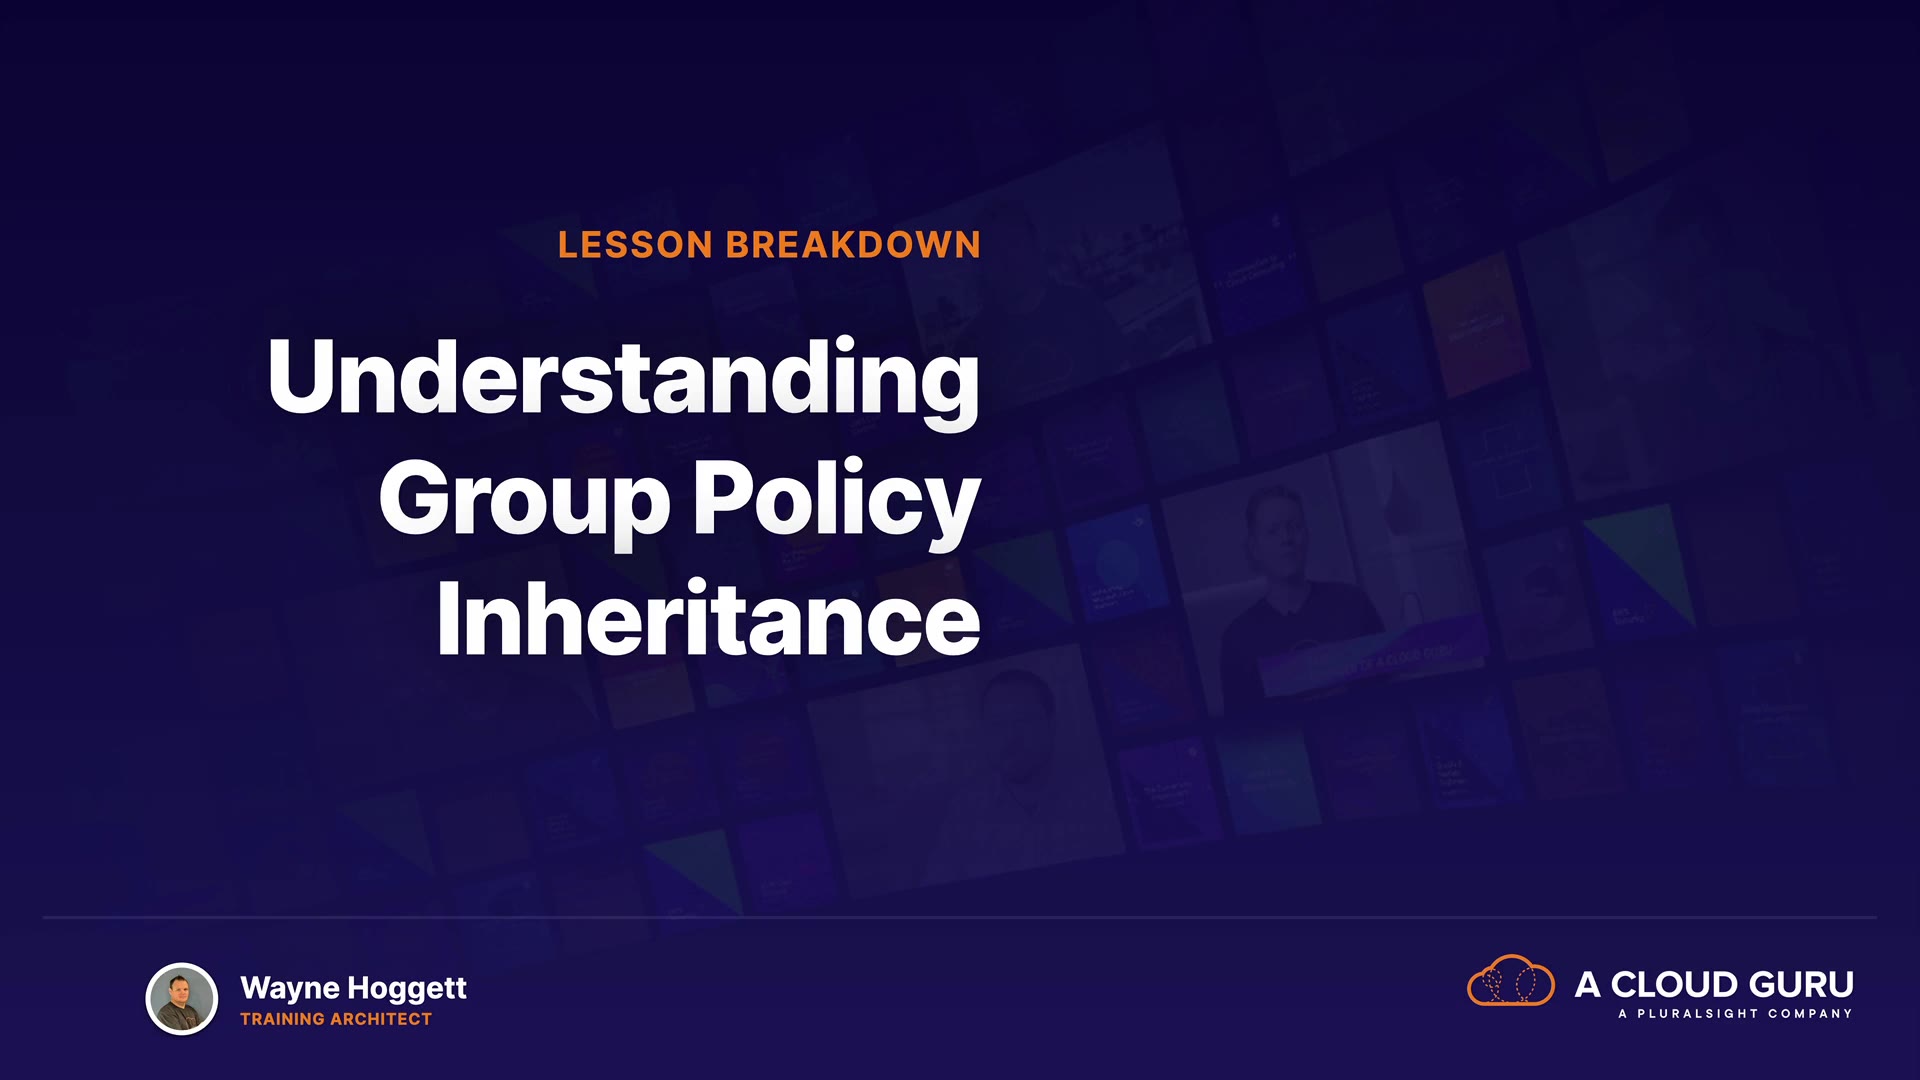 LESSON BREAKDOWN
Understanding
Group Policy
Inheritance
Wayne Hoggett
TRAINING ARCHITECT
A CLOUD GURU
A PLURALSIGHT COMPANY